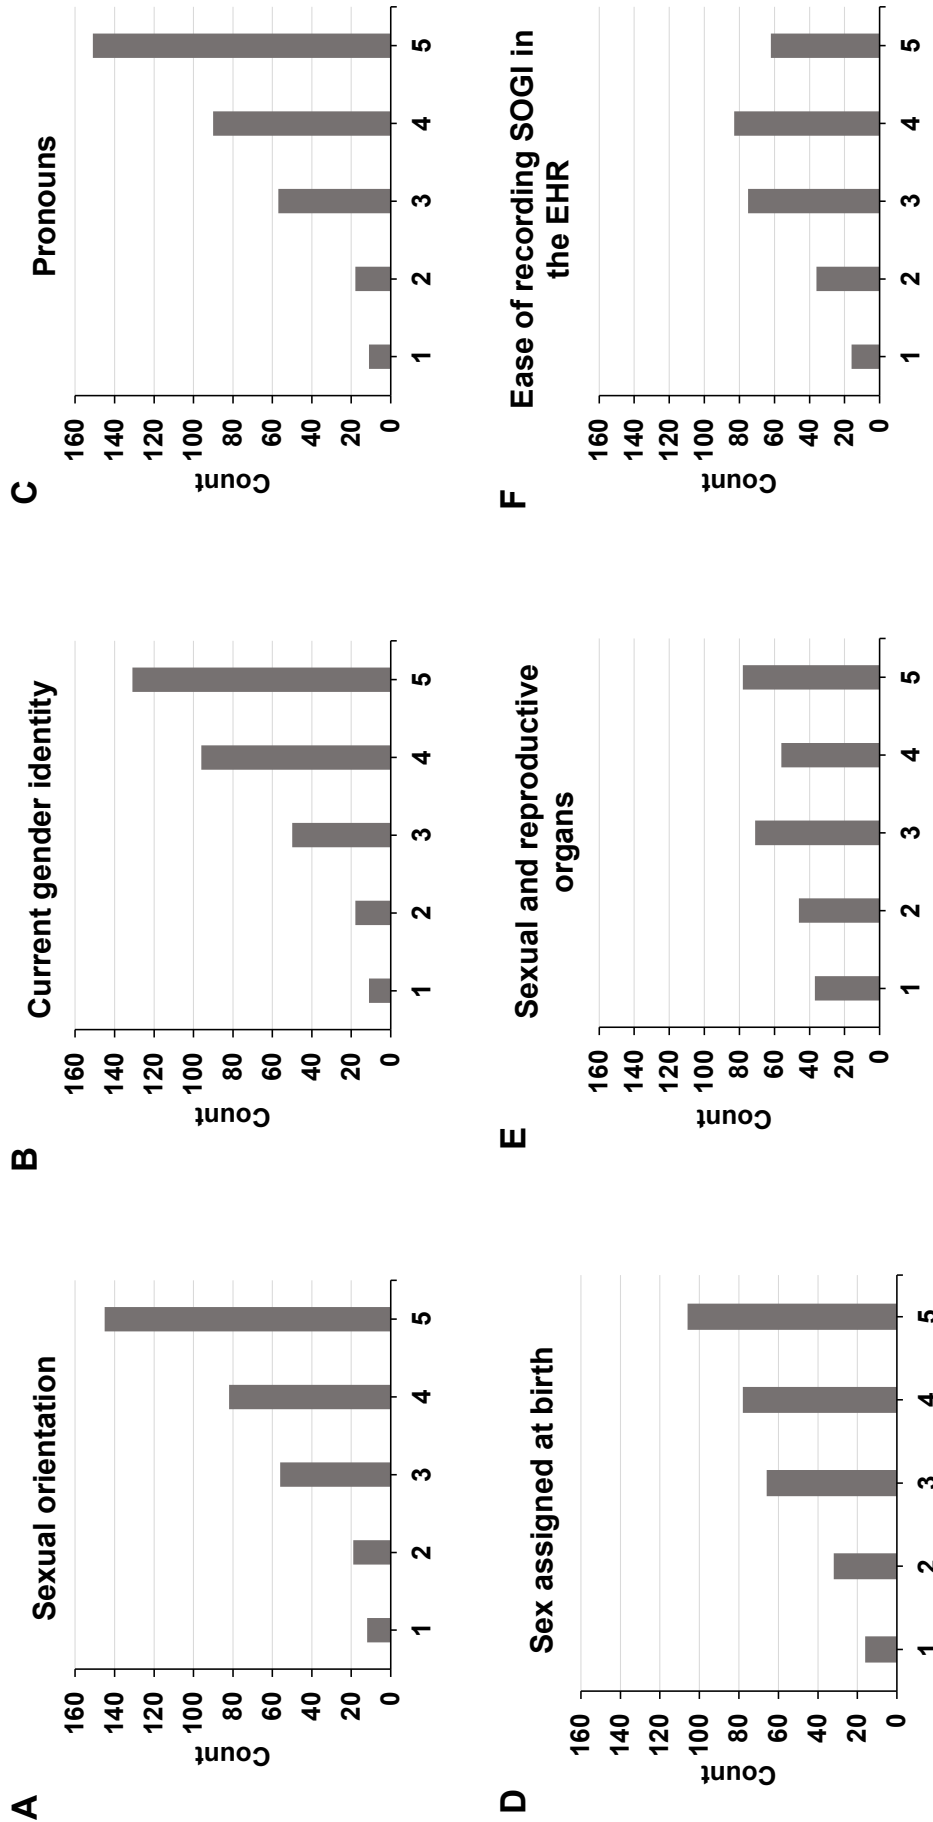 A
Sexual orientation
Count
160
140
120
100
80
60
40
20
0
1 2 3 4 5
B
Current gender identity
Count
160
140
120
100
80
60
40
20
0
1 2 3 4 5
C
Pronouns
Count
160
140
120
100
80
60
40
20
0
1 2 3 4 5
D
Sex assigned at birth
Count
160
140
120
100
80
60
40
20
0
1 2 3 4 5
E
Sexual and reproductive
organs
Count
160
140
120
100
80
60
40
20
0
1 2 3 4 5
F
Ease of recording SOGI in
the EHR
Count
160
140
120
100
80
60
40
20
0
1 2 3 4 5